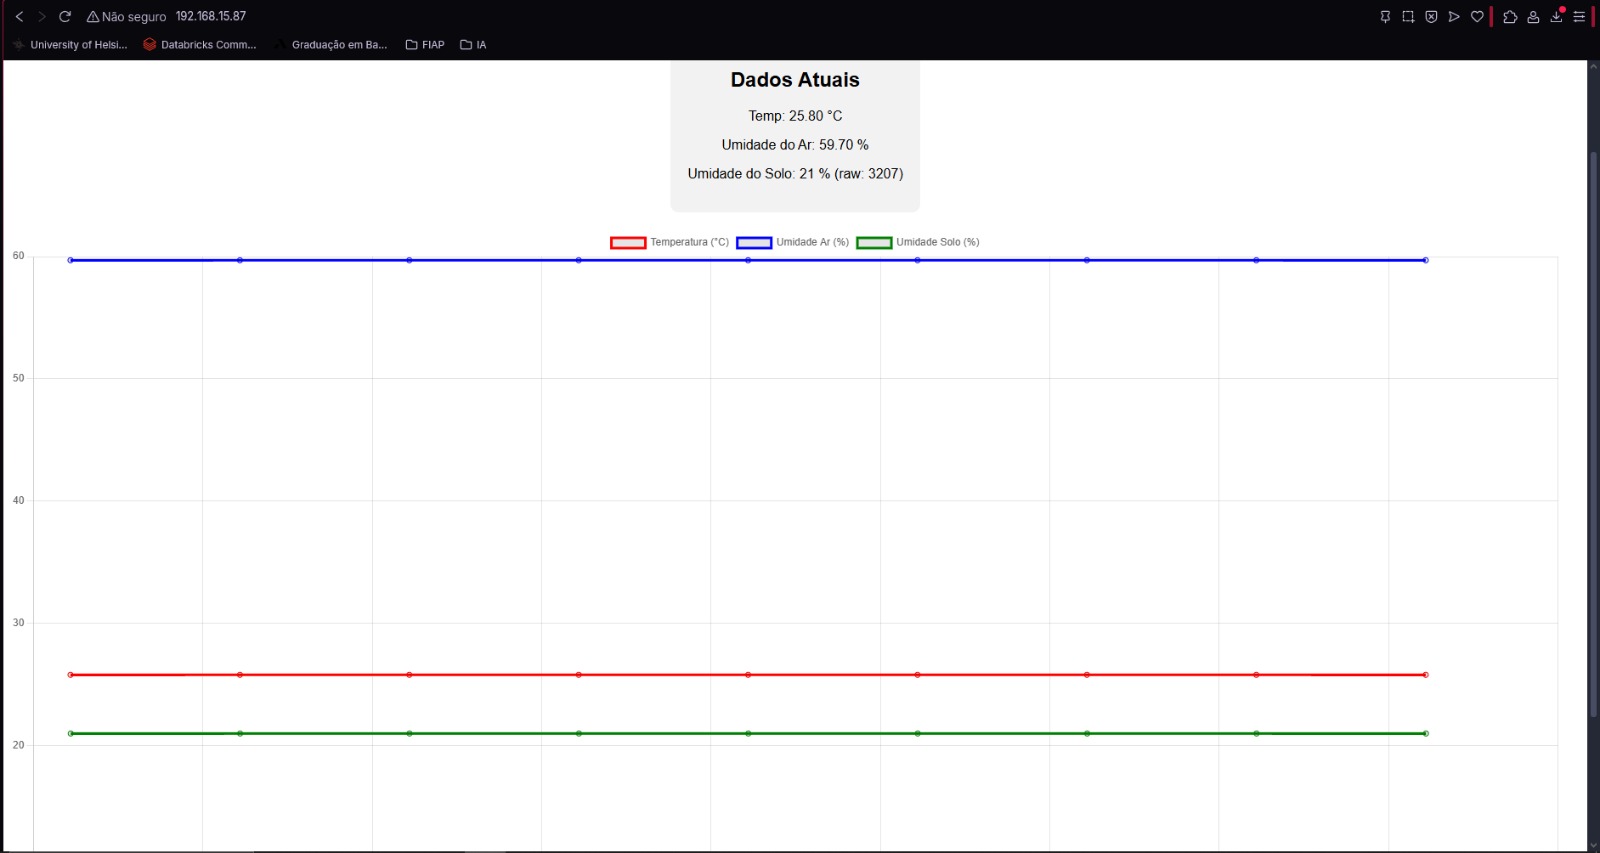 Não seguro 192.168.15.87
University of Helsi... Databricks Comm... Graduação em Ba... FIAP IA
Dados Atuais
Temp: 25.80 °C
Umidade do Ar: 59.70 %
Umidade do Solo: 21 % (raw: 3207)
Temperatura (°C) Umidade Ar (%) Umidade Solo (%)
60
50
40
30
20